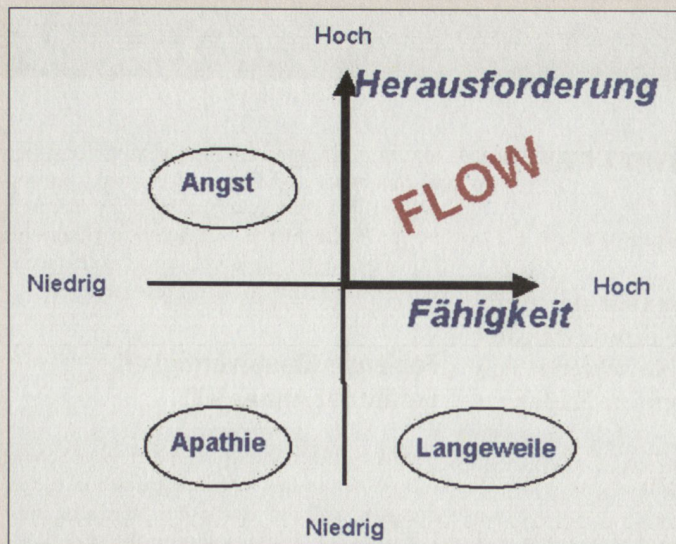 Hoch
Herausforderung
FLOW
Angst
Niedrig
Hoch
Fähigkeit
Apathie
Langeweile
Niedrig